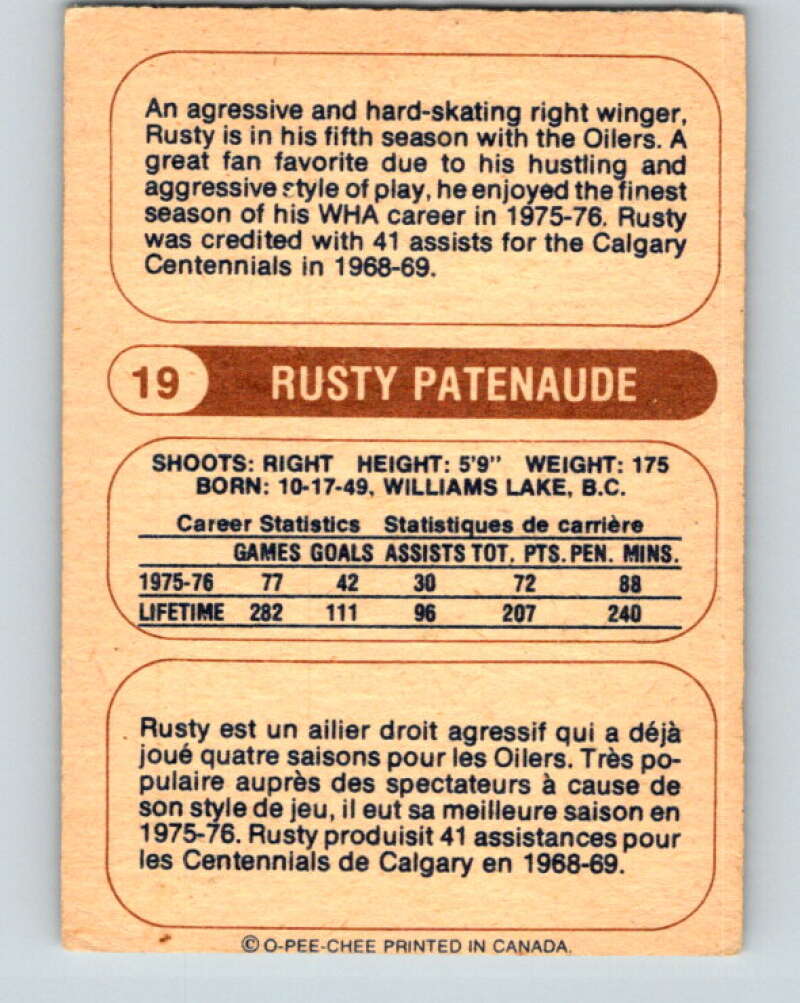 An agressive and hard-skating right winger,
Rusty is in his fifth season with the Oilers. A
great fan favorite due to his hustling and
aggressive style of play, he enjoyed the finest
season of his WHA career in 1975-76. Rusty
was credited with 41 assists for the Calgary
Centennials in 1968-69.
19 RUSTY PATENAUDE
SHOOTS: RIGHT HEIGHT: 5'9" WEIGHT: 175
BORN: 10-17-49, WILLIAMS LAKE, B.C.
Career Statistics Statistiques de carrière
GAMES GOALS ASSISTS TOT. PTS. PEN. MINS.
1975-76 77 42 30 72 88
LIFETIME 282 111 96 207 240
Rusty est un ailier droit agressif qui a déjà
joué quatre saisons pour les Oilers. Très po-
pulaire auprès des spectateurs à cause de
son style de jeu, il eut sa meilleure saison en
1975-76. Rusty produisit 41 assistances pour
les Centennials de Calgary en 1968-69.
© O-PEE-CHEE PRINTED IN CANADA.